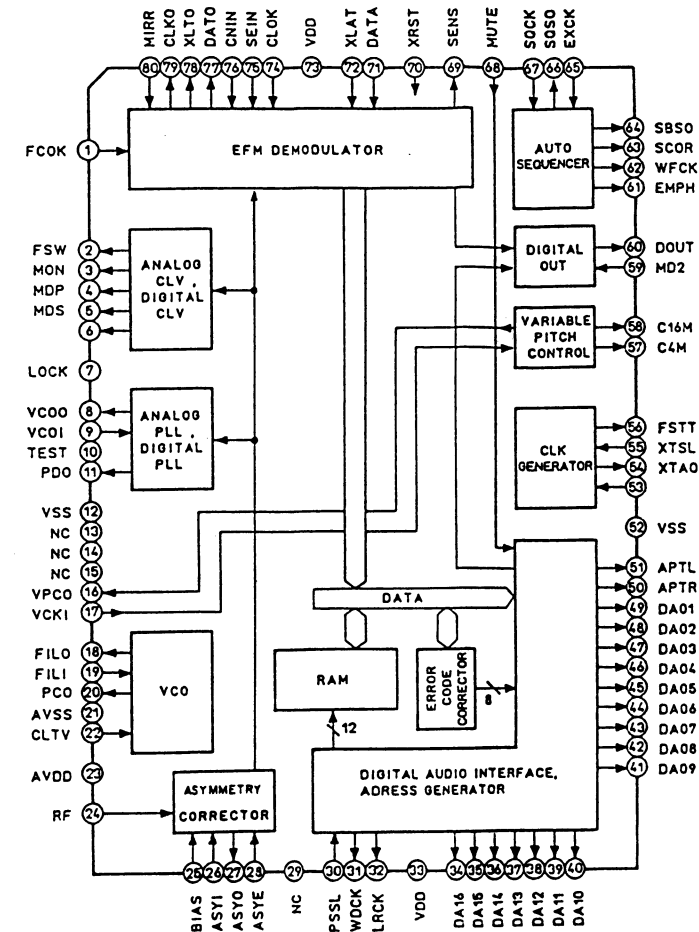 MIRR
CLKO
XLTO
DATO
CNIN
SEIN
CLOK
VDD
XLAT
DATA
XRST
SENS
MUTE
SQCK
SQSO
EXCK
80 79 78 77 76 75 74 73 72 71 70 69 68 67 66 65
FCOK 1
EFM DEMODULATOR
AUTO
SEQUENCER
64 SBSO
63 SCOR
62 WFCK
61 EMPH
FSW 2
MON 3
MDP 4
MDS 5
6
ANALOG
CLV ,
DIGITAL
CLV
DIGITAL
OUT
60 DOUT
59 MD2
VARIABLE
PITCH
CONTROL
58 C16M
57 C4M
LOCK 7
VCOO 8
VCOI 9
TEST 10
PDO 11
ANALOG
PLL ,
DIGITAL
PLL
CLK
GENERATOR
56 FSTT
55 XTSL
54 XTAO
53
VSS 12
NC 13
NC 14
NC 15
VPCO 16
VCKI 17
52 VSS
51 APTL
50 APTR
49 DA01
48 DA02
47 DA03
46 DA04
45 DA05
44 DA06
43 DA07
42 DA08
41 DA09
DATA
FILO 18
FILI 19
PCO 20
AVSS 21
CLTV 22
VCO
RAM
ERROR
CODE
CORRECTOR
8
12
AVDD 23
RF 24
ASYMMETRY
CORRECTOR
DIGITAL AUDIO INTERFACE,
ADRESS GENERATOR
25 26 27 28 29 30 31 32 33 34 35 36 37 38 39 40
BIAS
ASYI
ASYO
ASYE
NC
PSSL
WDCK
LRCK
VDD
DA16
DA15
DA14
DA13
DA12
DA11
DA10